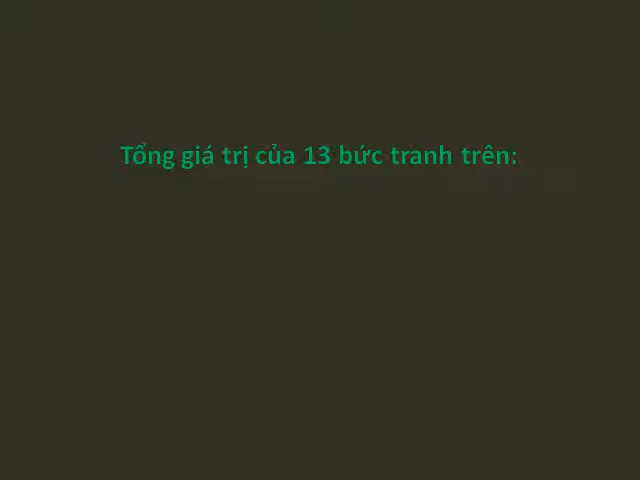 Tổng giá trị của 13 bức tranh trên: